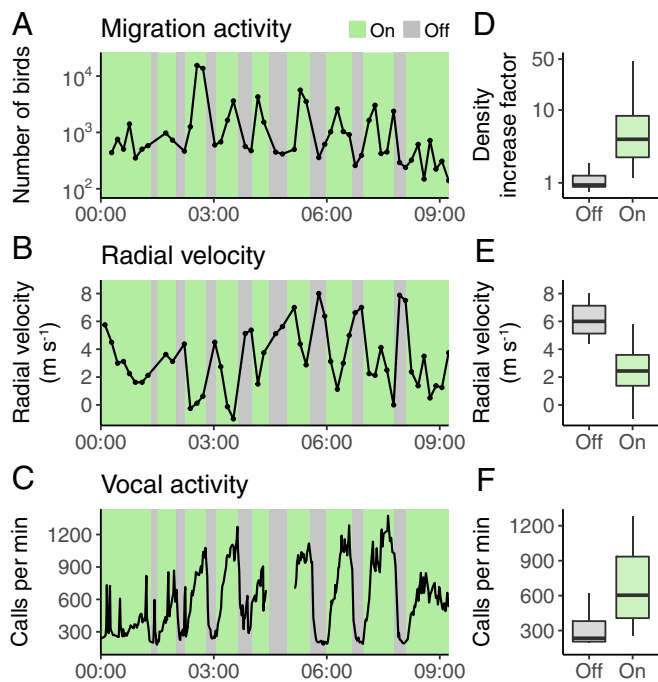 A Migration activity
On Off
Number of birds
10⁴
10³
10²
00:00 03:00 06:00 09:00
D
Density
increase factor
50
10
1
Off On
B Radial velocity
Radial velocity
(m s⁻¹)
8
6
4
2
0
00:00 03:00 06:00 09:00
E
Radial velocity
(m s⁻¹)
8
6
4
2
0
Off On
C Vocal activity
Calls per min
1200
900
600
300
00:00 03:00 06:00 09:00
F
Calls per min
1200
900
600
300
Off On